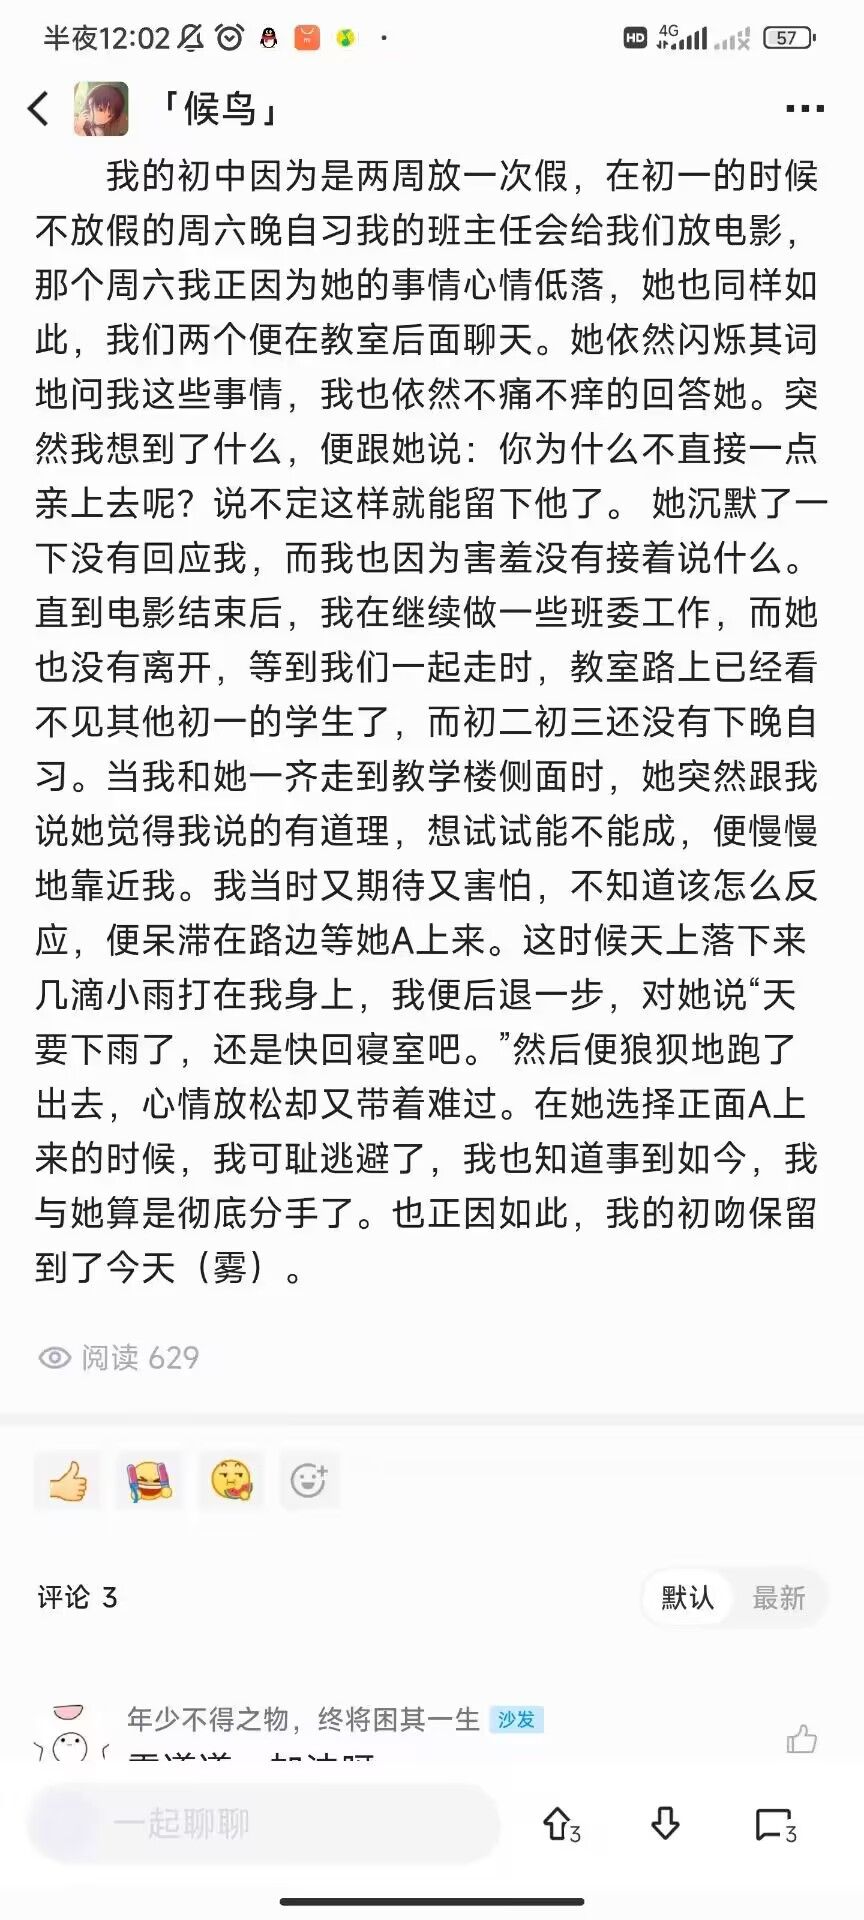 半夜12:02
HD 4G 57
「候鸟」
我的初中因为是两周放一次假，在初一的时候
不放假的周六晚自习我的班主任会给我们放电影，
那个周六我正因为她的事情心情低落，她也同样如
此，我们两个便在教室后面聊天。她依然闪烁其词
地问我这些事情，我也依然不痛不痒的回答她。突
然我想到了什么，便跟她说：你为什么不直接一点
亲上去呢？说不定这样就能留下他了。 她沉默了一
下没有回应我，而我也因为害羞没有接着说什么。
直到电影结束后，我在继续做一些班委工作，而她
也没有离开，等到我们一起走时，教室路上已经看
不见其他初一的学生了，而初二初三还没有下晚自
习。当我和她一齐走到教学楼侧面时，她突然跟我
说她觉得我说的有道理，想试试能不能成，便慢慢
地靠近我。我当时又期待又害怕，不知道该怎么反
应，便呆滞在路边等她A上来。这时候天上落下来
几滴小雨打在我身上，我便后退一步，对她说“天
要下雨了，还是快回寝室吧。”然后便狼狈地跑了
出去，心情放松却又带着难过。在她选择正面A上
来的时候，我可耻逃避了，我也知道事到如今，我
与她算是彻底分手了。也正因如此，我的初吻保留
到了今天（雾）。
阅读 629
评论 3
默认 最新
年少不得之物，终将困其一生 沙发
一起聊聊
3 3